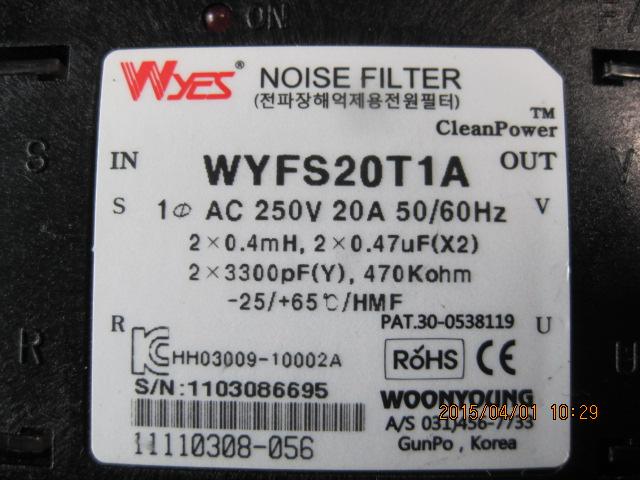 ON
WYES® NOISE FILTER
(전파장해억제용전원필터)
CleanPower™
IN WYFS20T1A OUT
S S 1Φ AC 250V 20A 50/60Hz V
2×0.4mH, 2×0.47uF(X2)
2×3300pF(Y), 470Kohm
-25/+65℃/HMF
R R PAT.30-0538119 U U
KC HH03009-10002A RoHS CE
S/N:1103086695 WOONYOUNG
2015/04/01 10:29
A/S 031)456-7733
11110308-056 GunPo, Korea